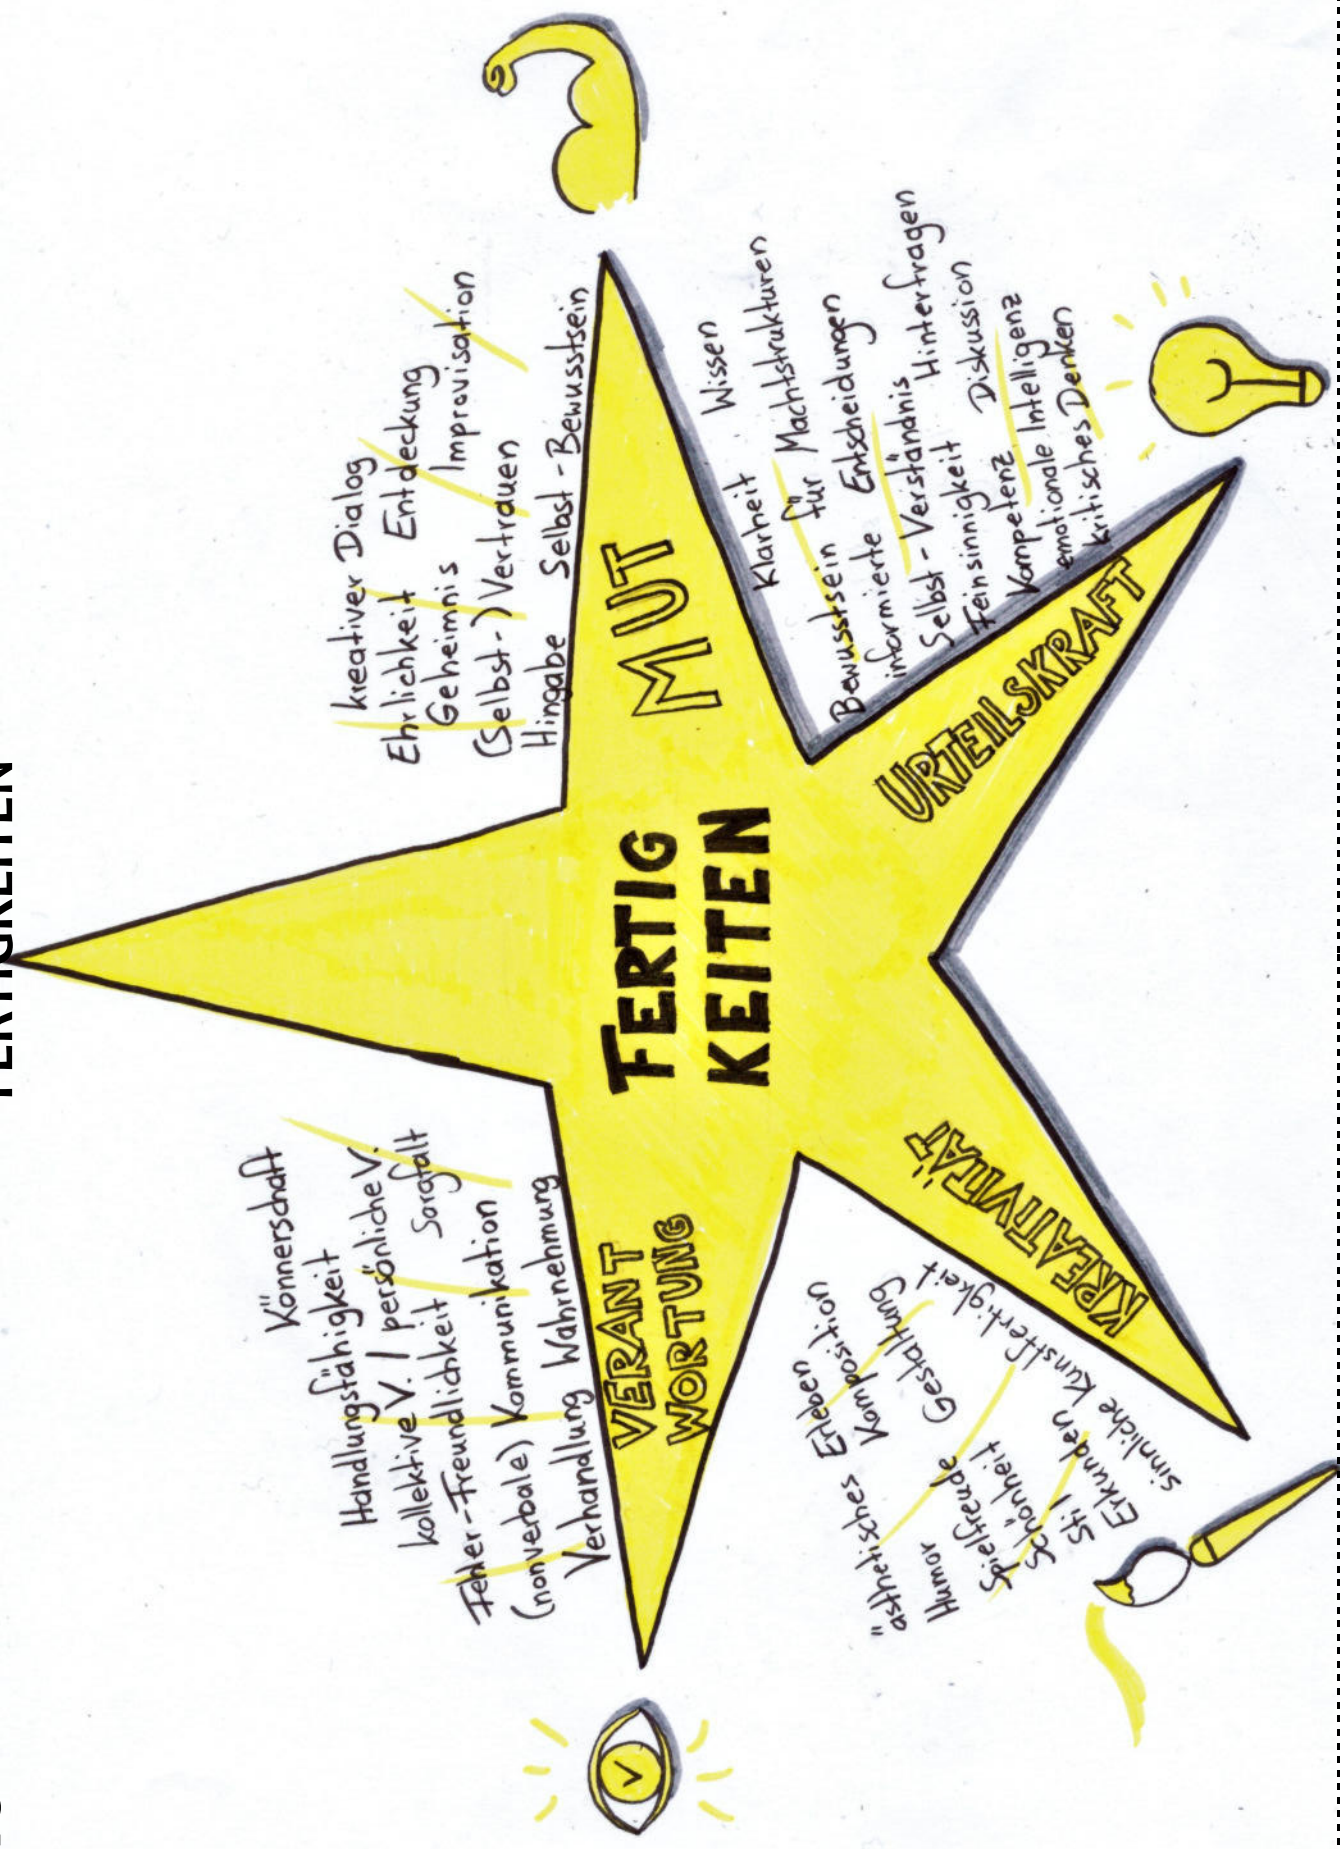 FERTIGKEITEN
Könnerschaft
Handlungsfähigkeit
kollektive V. / persönliche V.
Fehler-Freundlichkeit Sorgfalt
(nonverbale) Kommunikation
Verhandlung Wahrnehmung
VERANT
WORTUNG
kreativer Dialog
Ehrlichkeit Entdeckung
Geheimnis Improvisation
(Selbst-) Vertrauen
Hingabe Selbst-Bewusstsein
MUT
FERTIG
KEITEN
ästhetisches Erleben
Humor Komposition
Spielfreude Gestaltung
Schönheit
Stil
Erkunden
sinnliche Kunstfertigkeit
KREATIVITÄT
Klarheit Wissen
Bewusstsein für Machtstrukturen
informierte Entscheidungen
Selbst-Verständnis Hinterfragen
Feinsinnigkeit Diskussion
Kompetenz
emotionale Intelligenz
kritisches Denken
URTEILSKRAFT